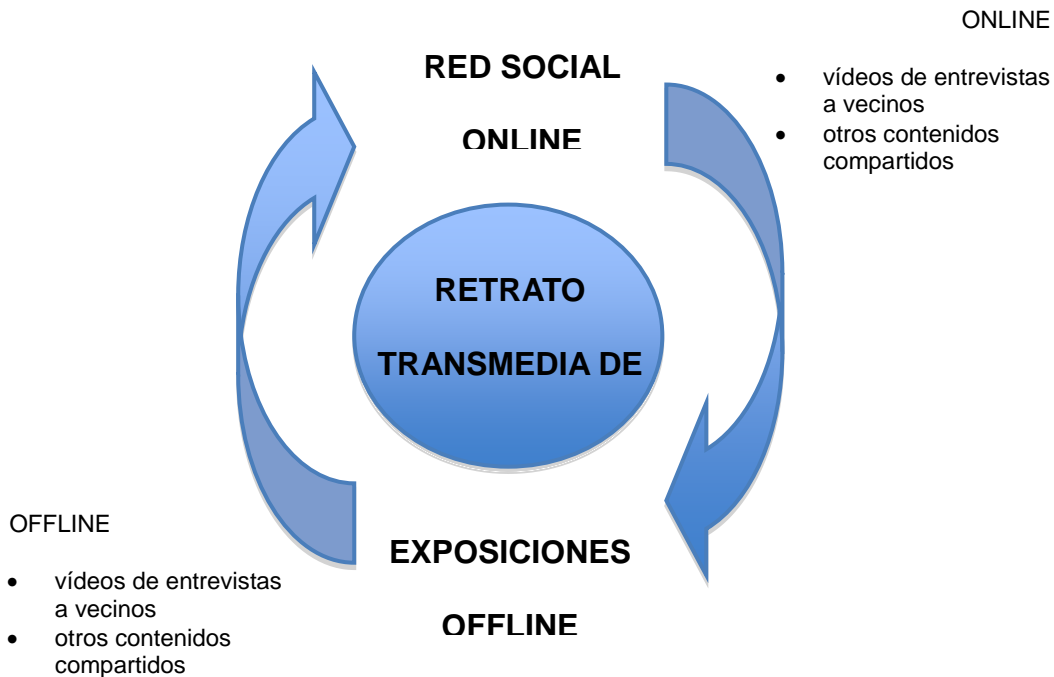 ONLINE
• vídeos de entrevistas
a vecinos
• otros contenidos
compartidos
RED SOCIAL
ONLINE
RETRATO
TRANSMEDIA DE
EXPOSICIONES
OFFLINE
OFFLINE
• vídeos de entrevistas
a vecinos
• otros contenidos
compartidos